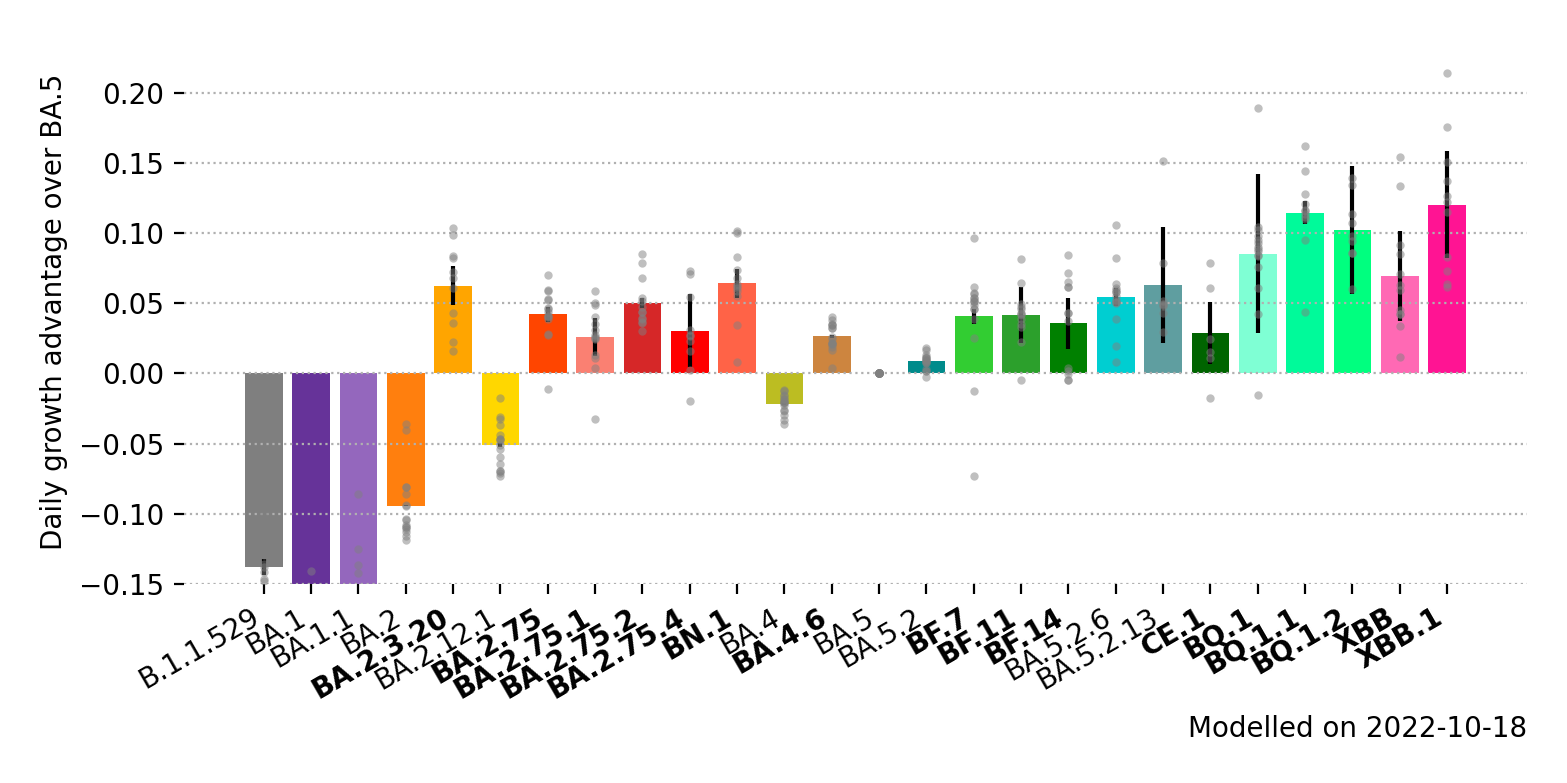 Daily growth advantage over BA.5
0.20
0.15
0.10
0.05
0.00
−0.05
−0.10
−0.15
B.1.1.529
BA.1
BA.1.1
BA.2
BA.2.3.20
BA.2.12.1
BA.2.75
BA.2.75.1
BA.2.75.2
BA.2.75.4
BN.1
BA.4
BA.4.6
BA.5
BA.5.2
BF.7
BF.11
BF.14
BA.5.2.6
BA.5.2.13
CE.1
BQ.1
BQ.1.1
BQ.1.2
XBB
XBB.1
Modelled on 2022-10-18